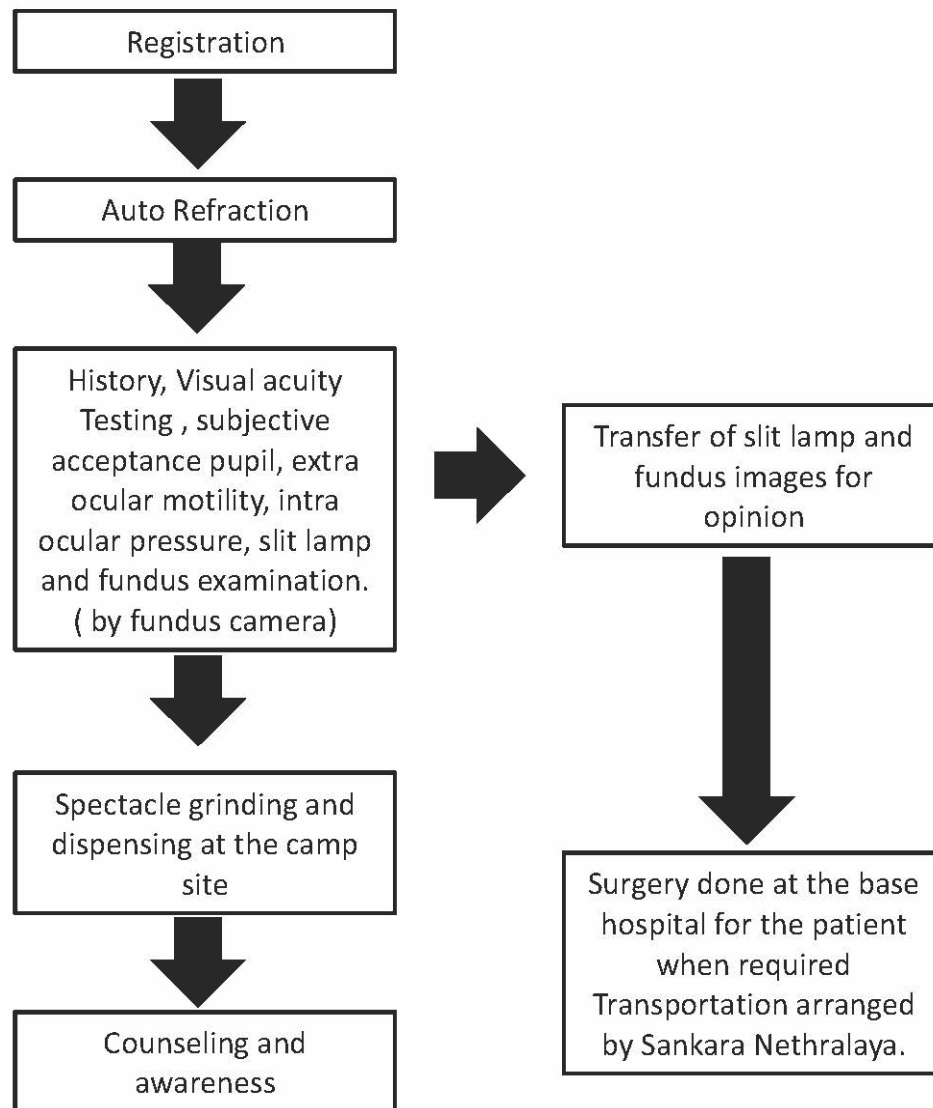 Registration
Auto Refraction
History, Visual acuity
Testing , subjective
acceptance pupil, extra
ocular motility, intra
ocular pressure, slit lamp
and fundus examination.
( by fundus camera)
Transfer of slit lamp and
fundus images for
opinion
Spectacle grinding and
dispensing at the camp
site
Surgery done at the base
hospital for the patient
when required
Transportation arranged
by Sankara Nethralaya.
Counseling and
awareness